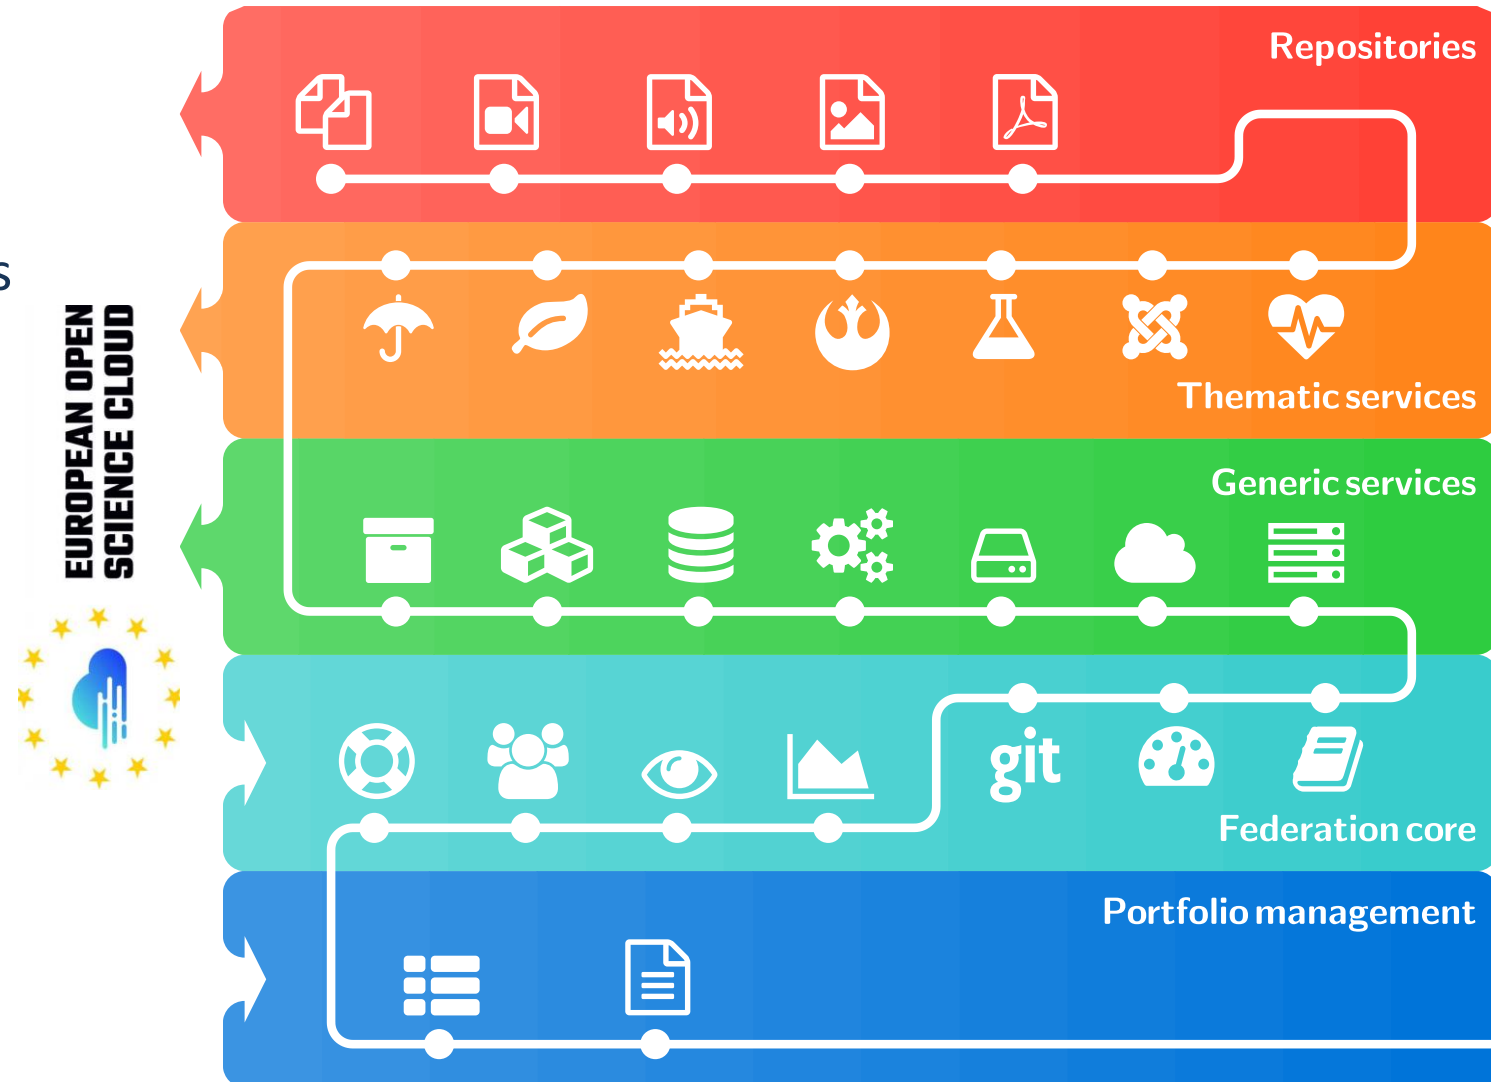 Repositories
s
EUROPEAN OPEN
SCIENCE CLOUD
Thematic services
Generic services
git
Federation core
Portfolio management